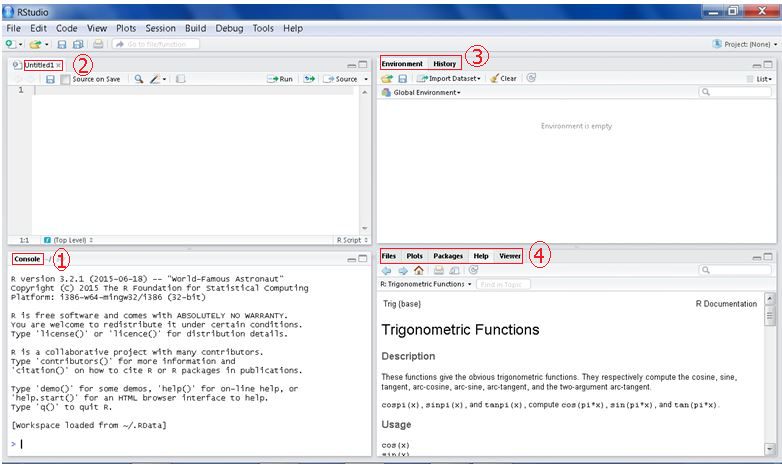 RStudio
File Edit Code View Plots Session Build Debug Tools Help
Go to file/function
Project: (None)
Untitled1
2
Source on Save
Run
Source
1
1:1
(Top Level)
R Script
Console ~/
1
R version 3.2.1 (2015-06-18) -- "World-Famous Astronaut"
Copyright (C) 2015 The R Foundation for Statistical Computing
Platform: i386-w64-mingw32/i386 (32-bit)
R is free software and comes with ABSOLUTELY NO WARRANTY.
You are welcome to redistribute it under certain conditions.
Type 'license()' or 'licence()' for distribution details.
R is a collaborative project with many contributors.
Type 'contributors()' for more information and
'citation()' on how to cite R or R packages in publications.
Type 'demo()' for some demos, 'help()' for on-line help, or
'help.start()' for an HTML browser interface to help.
Type 'q()' to quit R.
[Workspace loaded from ~/.RData]
>
Environment History
3
Import Dataset
Clear
List
Global Environment
Environment is empty
Files Plots Packages Help Viewer
4
R: Trigonometric Functions
Find in Topic
Trig {base}
R Documentation
Trigonometric Functions
Description
These functions give the obvious trigonometric functions. They respectively compute the cosine, sine,
tangent, arc-cosine, arc-sine, arc-tangent, and the two-argument arc-tangent.
cospi(x), sinpi(x), and tanpi(x), compute cos(pi*x), sin(pi*x), and tan(pi*x).
Usage
cos(x)
sin(x)